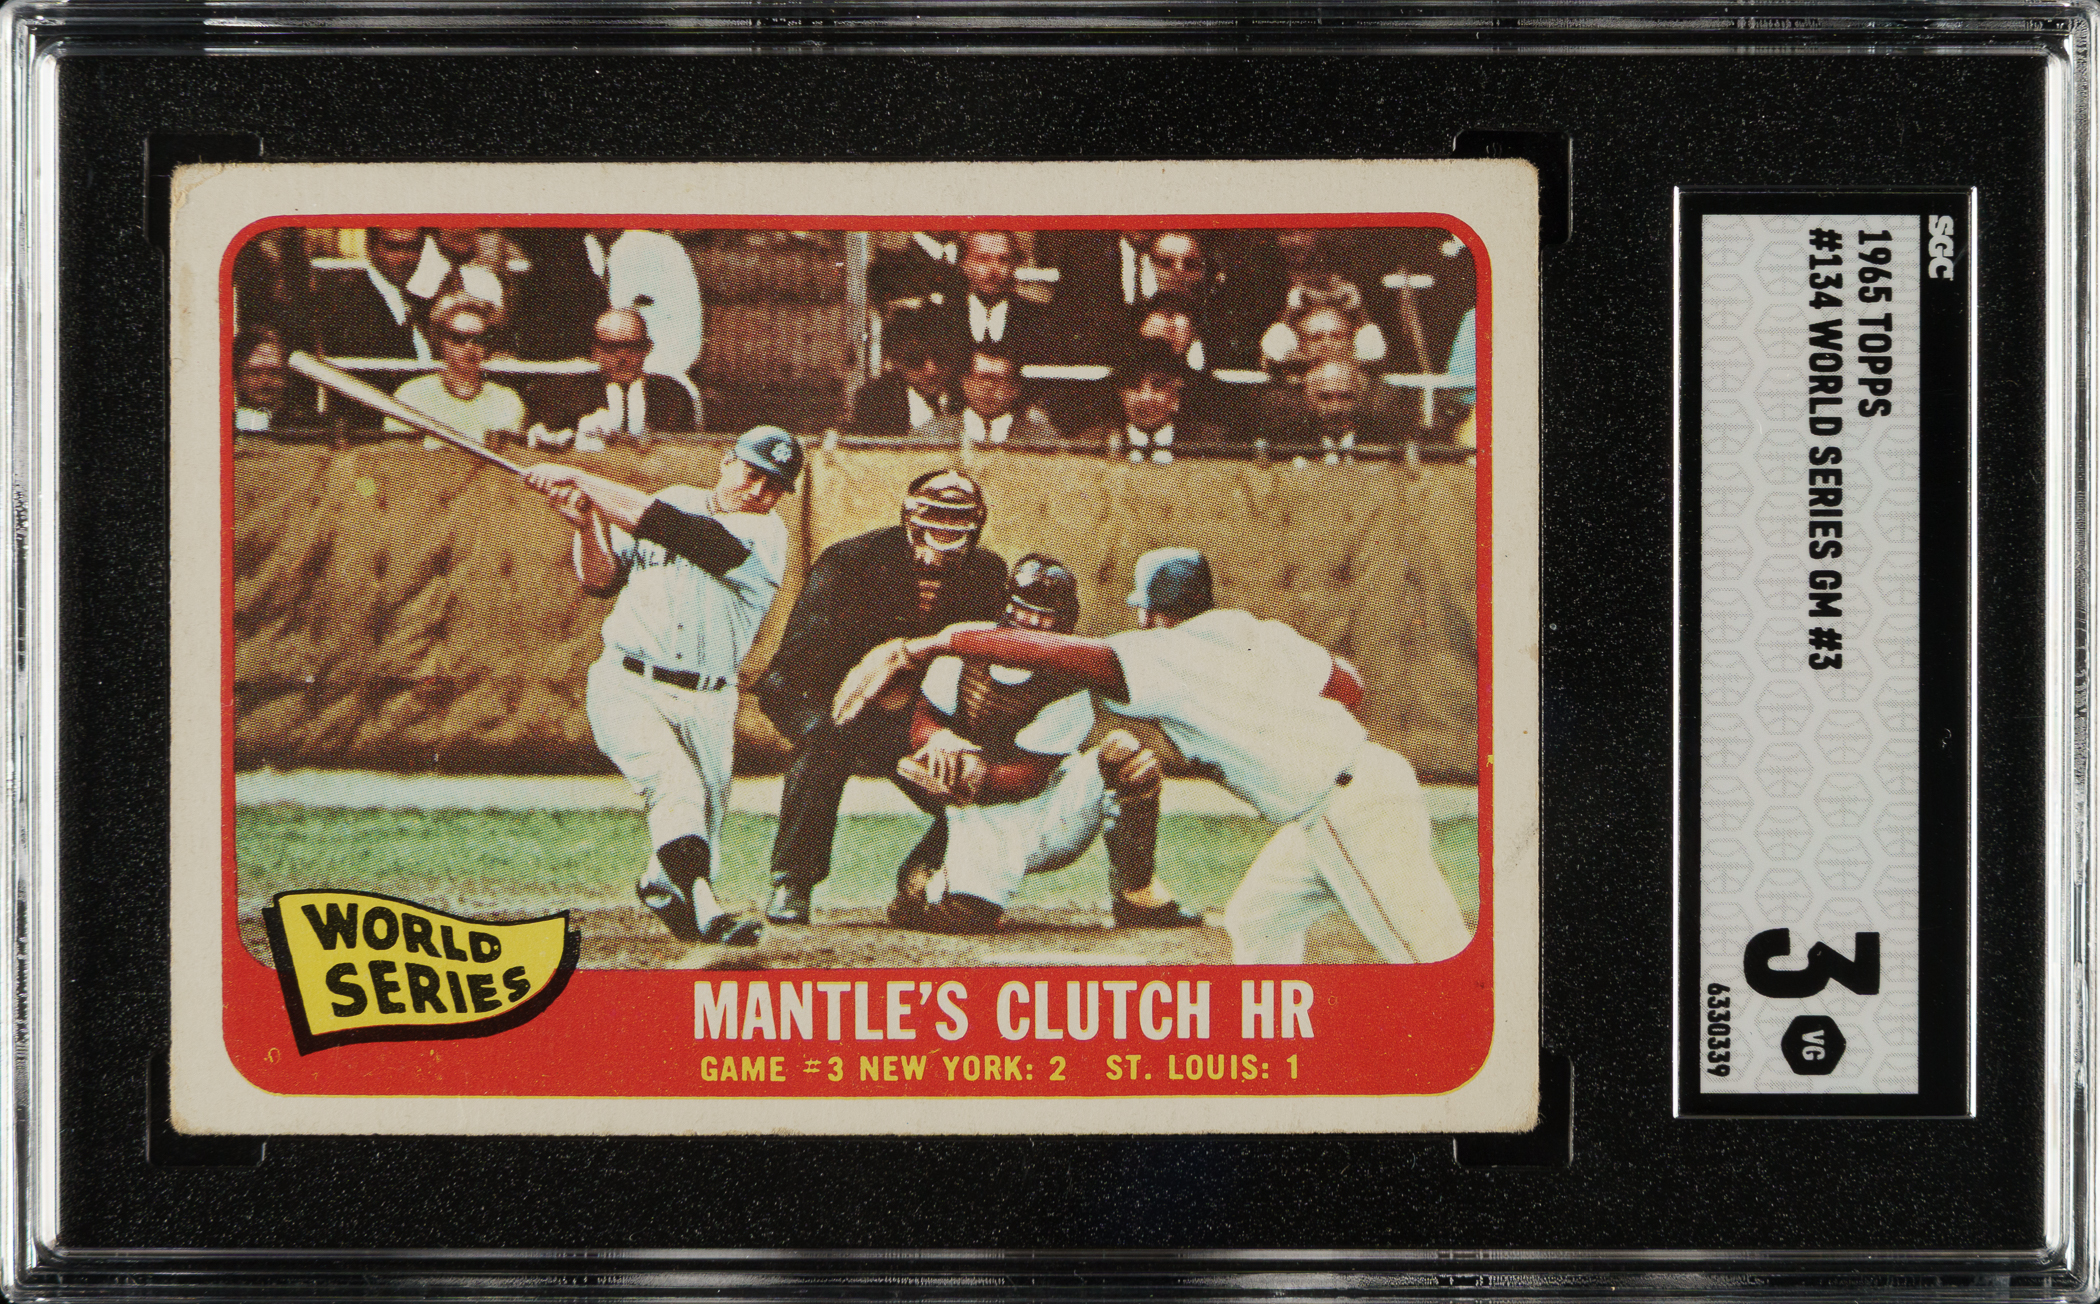 WORLD
SERIES
MANTLE'S CLUTCH HR
GAME #3 NEW YORK: 2 ST. LOUIS: 1
SGC
1965 TOPPS
#134 WORLD SERIES GM #3
3
VG
6330339